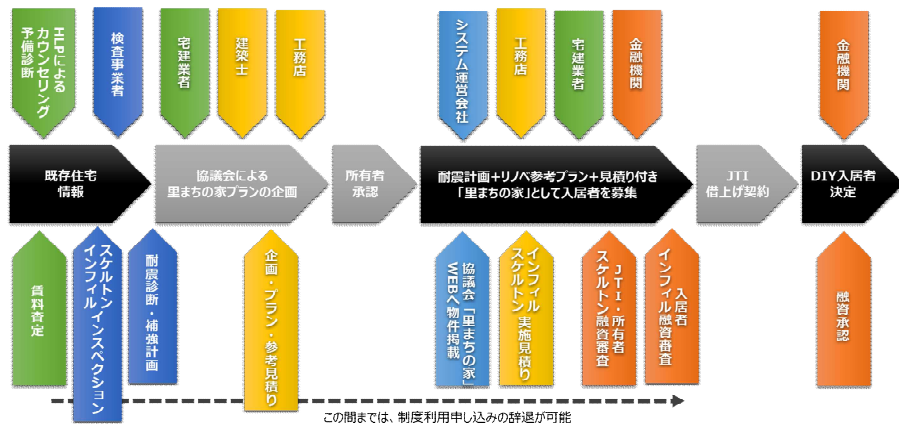 HLPによる
カウンセリング
予備診断
検査事業者
宅建業者
建築士
工務店
システム運営会社
工務店
宅建業者
金融機関
金融機関
既存住宅
情報
協議会による
里まちの家プランの企画
所有者
承認
耐震計画+リノベ参考プラン+見積り付き
「里まちの家」として入居者を募集
JTI
借上げ契約
DIY入居者
決定
賃料査・定
スケルトン
インフィル インスペクション
耐震診断・補強計画
企画・プラン・参考見積り
協議会「里まちの家」
WEBへ物件掲載
インフィル
スケルトン 実施見積り
JTI・所有者
スケルトン融資審査
入居者
インフィル融資審査
融資承認
この間までは、制度利用申し込みの辞退が可能